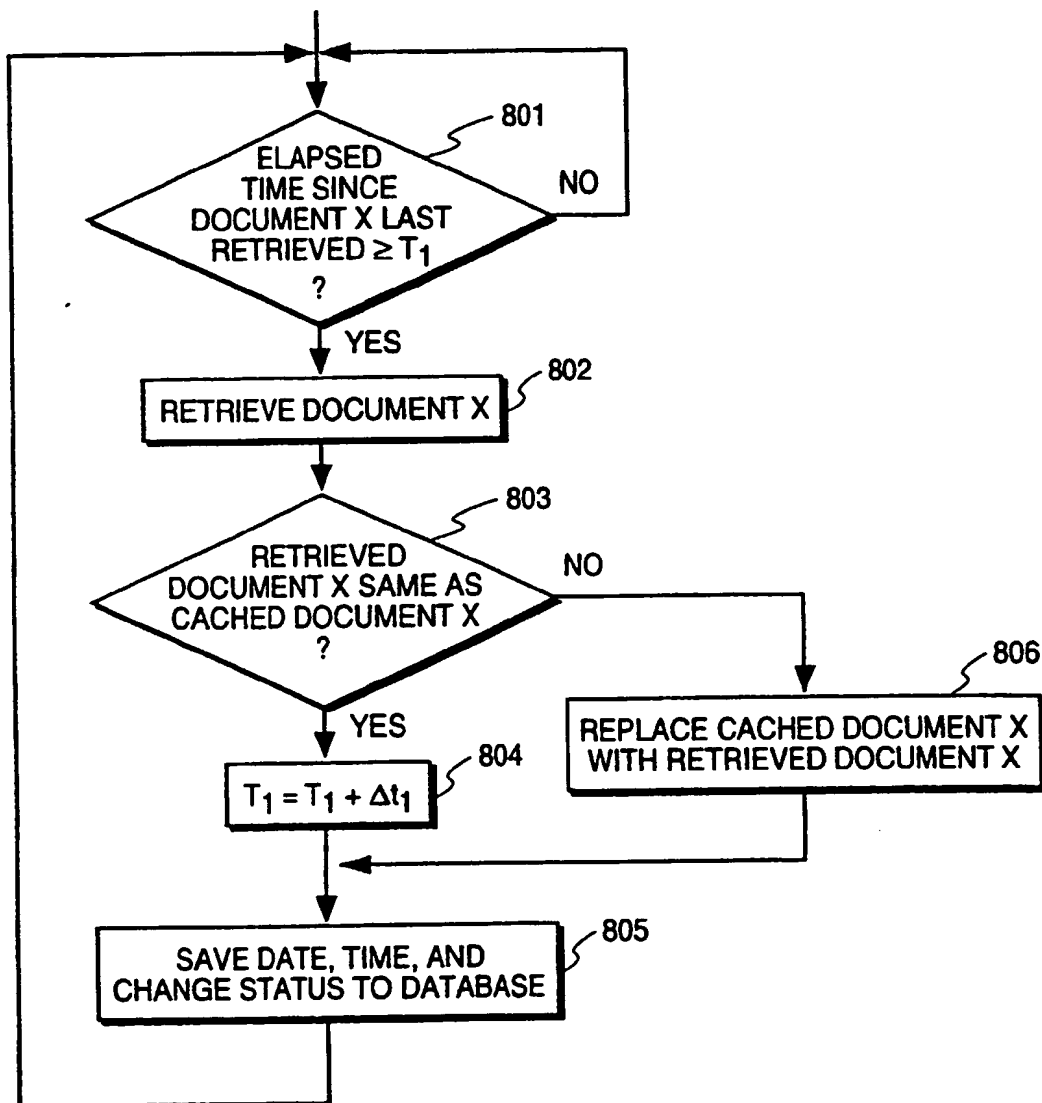 801
ELAPSED
TIME SINCE
DOCUMENT X LAST
RETRIEVED ≥ T1
?
NO
YES
802
RETRIEVE DOCUMENT X
803
RETRIEVED
DOCUMENT X SAME AS
CACHED DOCUMENT X
?
NO
YES
806
REPLACE CACHED DOCUMENT X
WITH RETRIEVED DOCUMENT X
804
T1 = T1 + Δt1
805
SAVE DATE, TIME, AND
CHANGE STATUS TO DATABASE